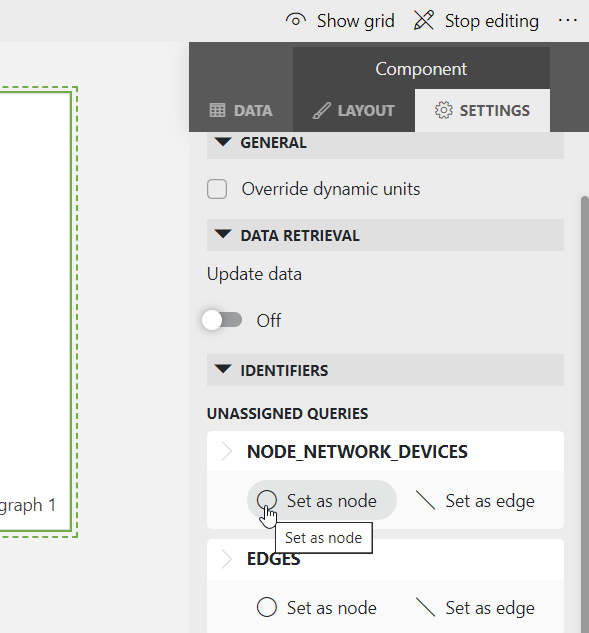 Show grid Stop editing ...
Component
DATA LAYOUT SETTINGS
GENERAL
Override dynamic units
DATA RETRIEVAL
Update data
Off
IDENTIFIERS
UNASSIGNED QUERIES
NODE_NETWORK_DEVICES
Set as node Set as edge
graph 1
Set as node
EDGES
Set as node Set as edge